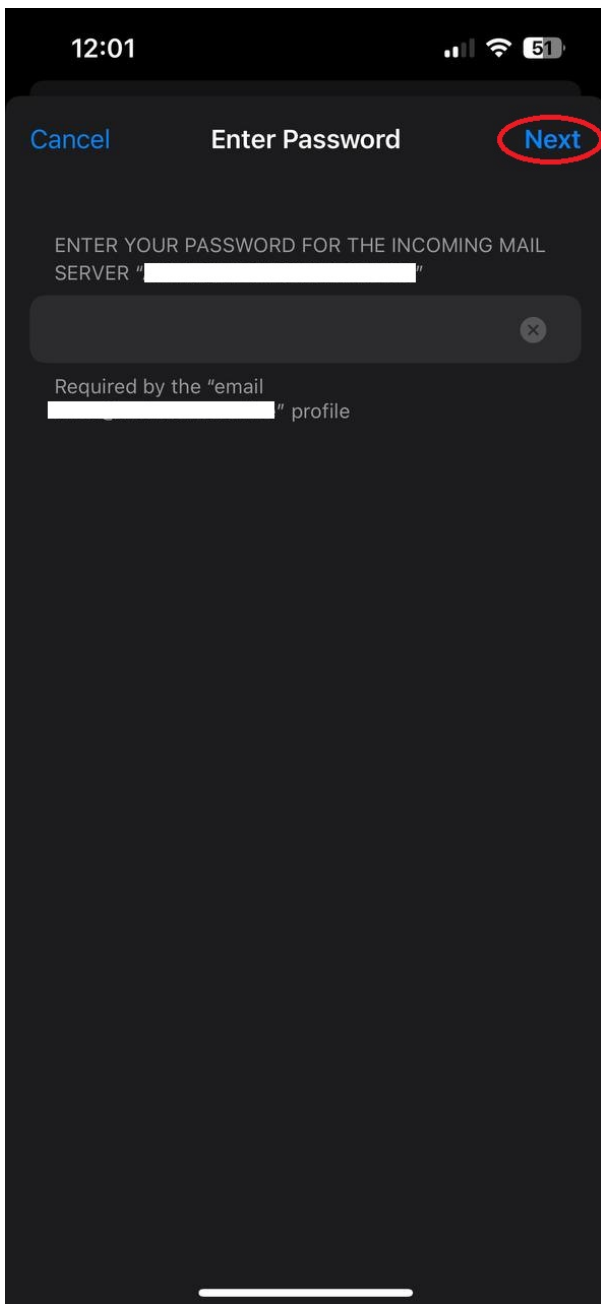 12:01
51
Cancel
Enter Password
Next
ENTER YOUR PASSWORD FOR THE INCOMING MAIL
SERVER “ ”
Required by the “email
” profile